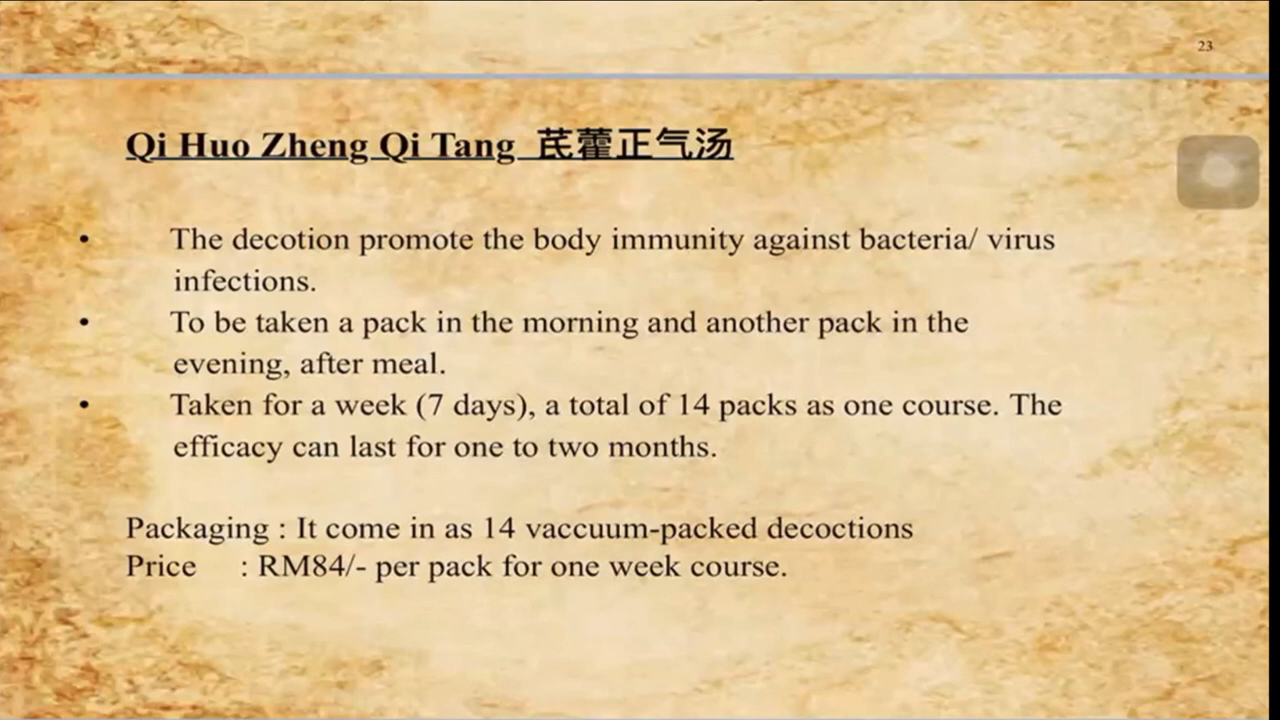 23
Qi Huo Zheng Qi Tang 芪藿正气汤
• The decotion promote the body immunity against bacteria/ virus
infections.
• To be taken a pack in the morning and another pack in the
evening, after meal.
• Taken for a week (7 days), a total of 14 packs as one course. The
efficacy can last for one to two months.
Packaging : It come in as 14 vaccuum-packed decoctions
Price : RM84/- per pack for one week course.